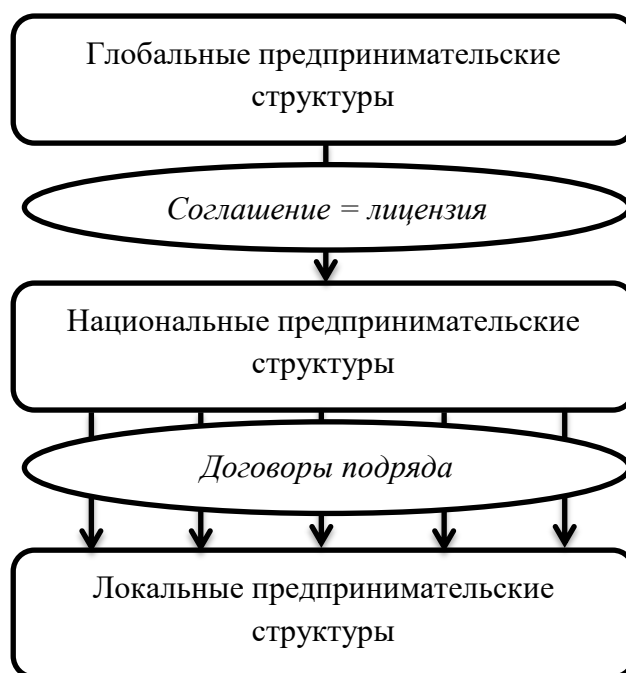 Глобальные предпринимательские
структуры
Соглашение = лицензия
Национальные предпринимательские
структуры
Договоры подряда
Локальные предпринимательские
структуры